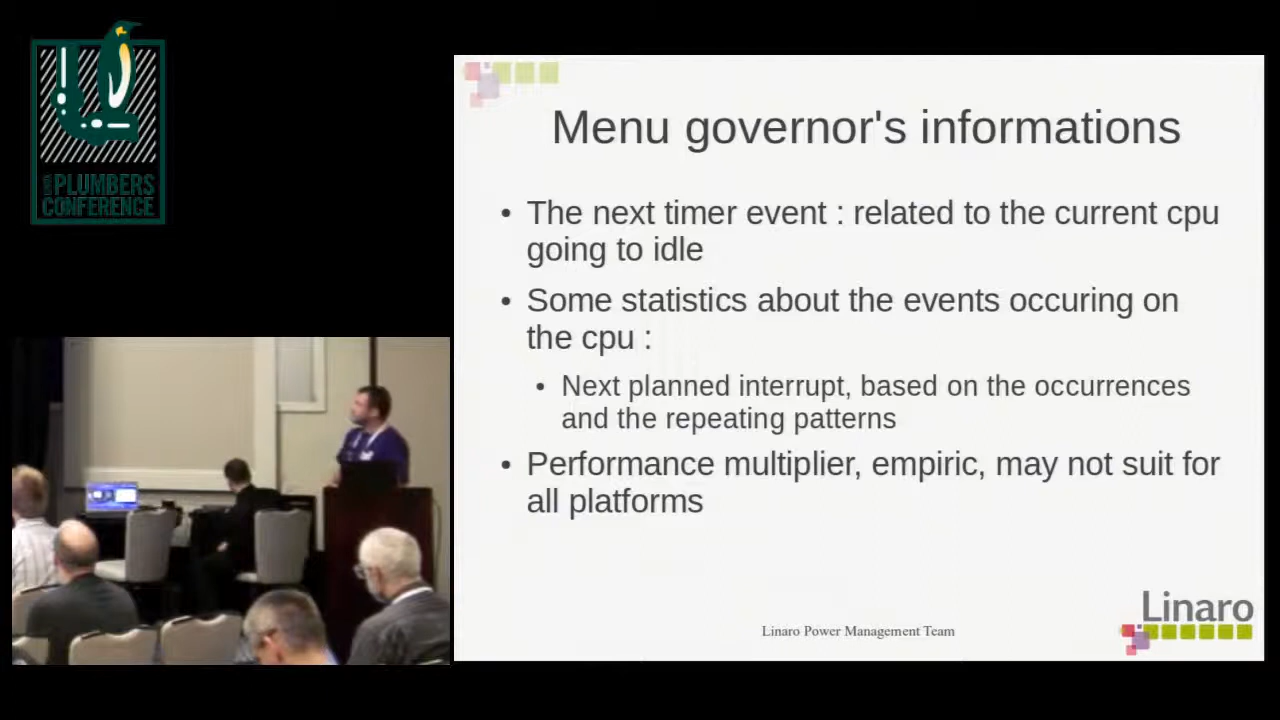 LINUX
PLUMBERS
CONFERENCE
Menu governor's informations
• The next timer event : related to the current cpu
going to idle
• Some statistics about the events occuring on
the cpu :
• Next planned interrupt, based on the occurrences
and the repeating patterns
• Performance multiplier, empiric, may not suit for
all platforms
Linaro Power Management Team
Linaro